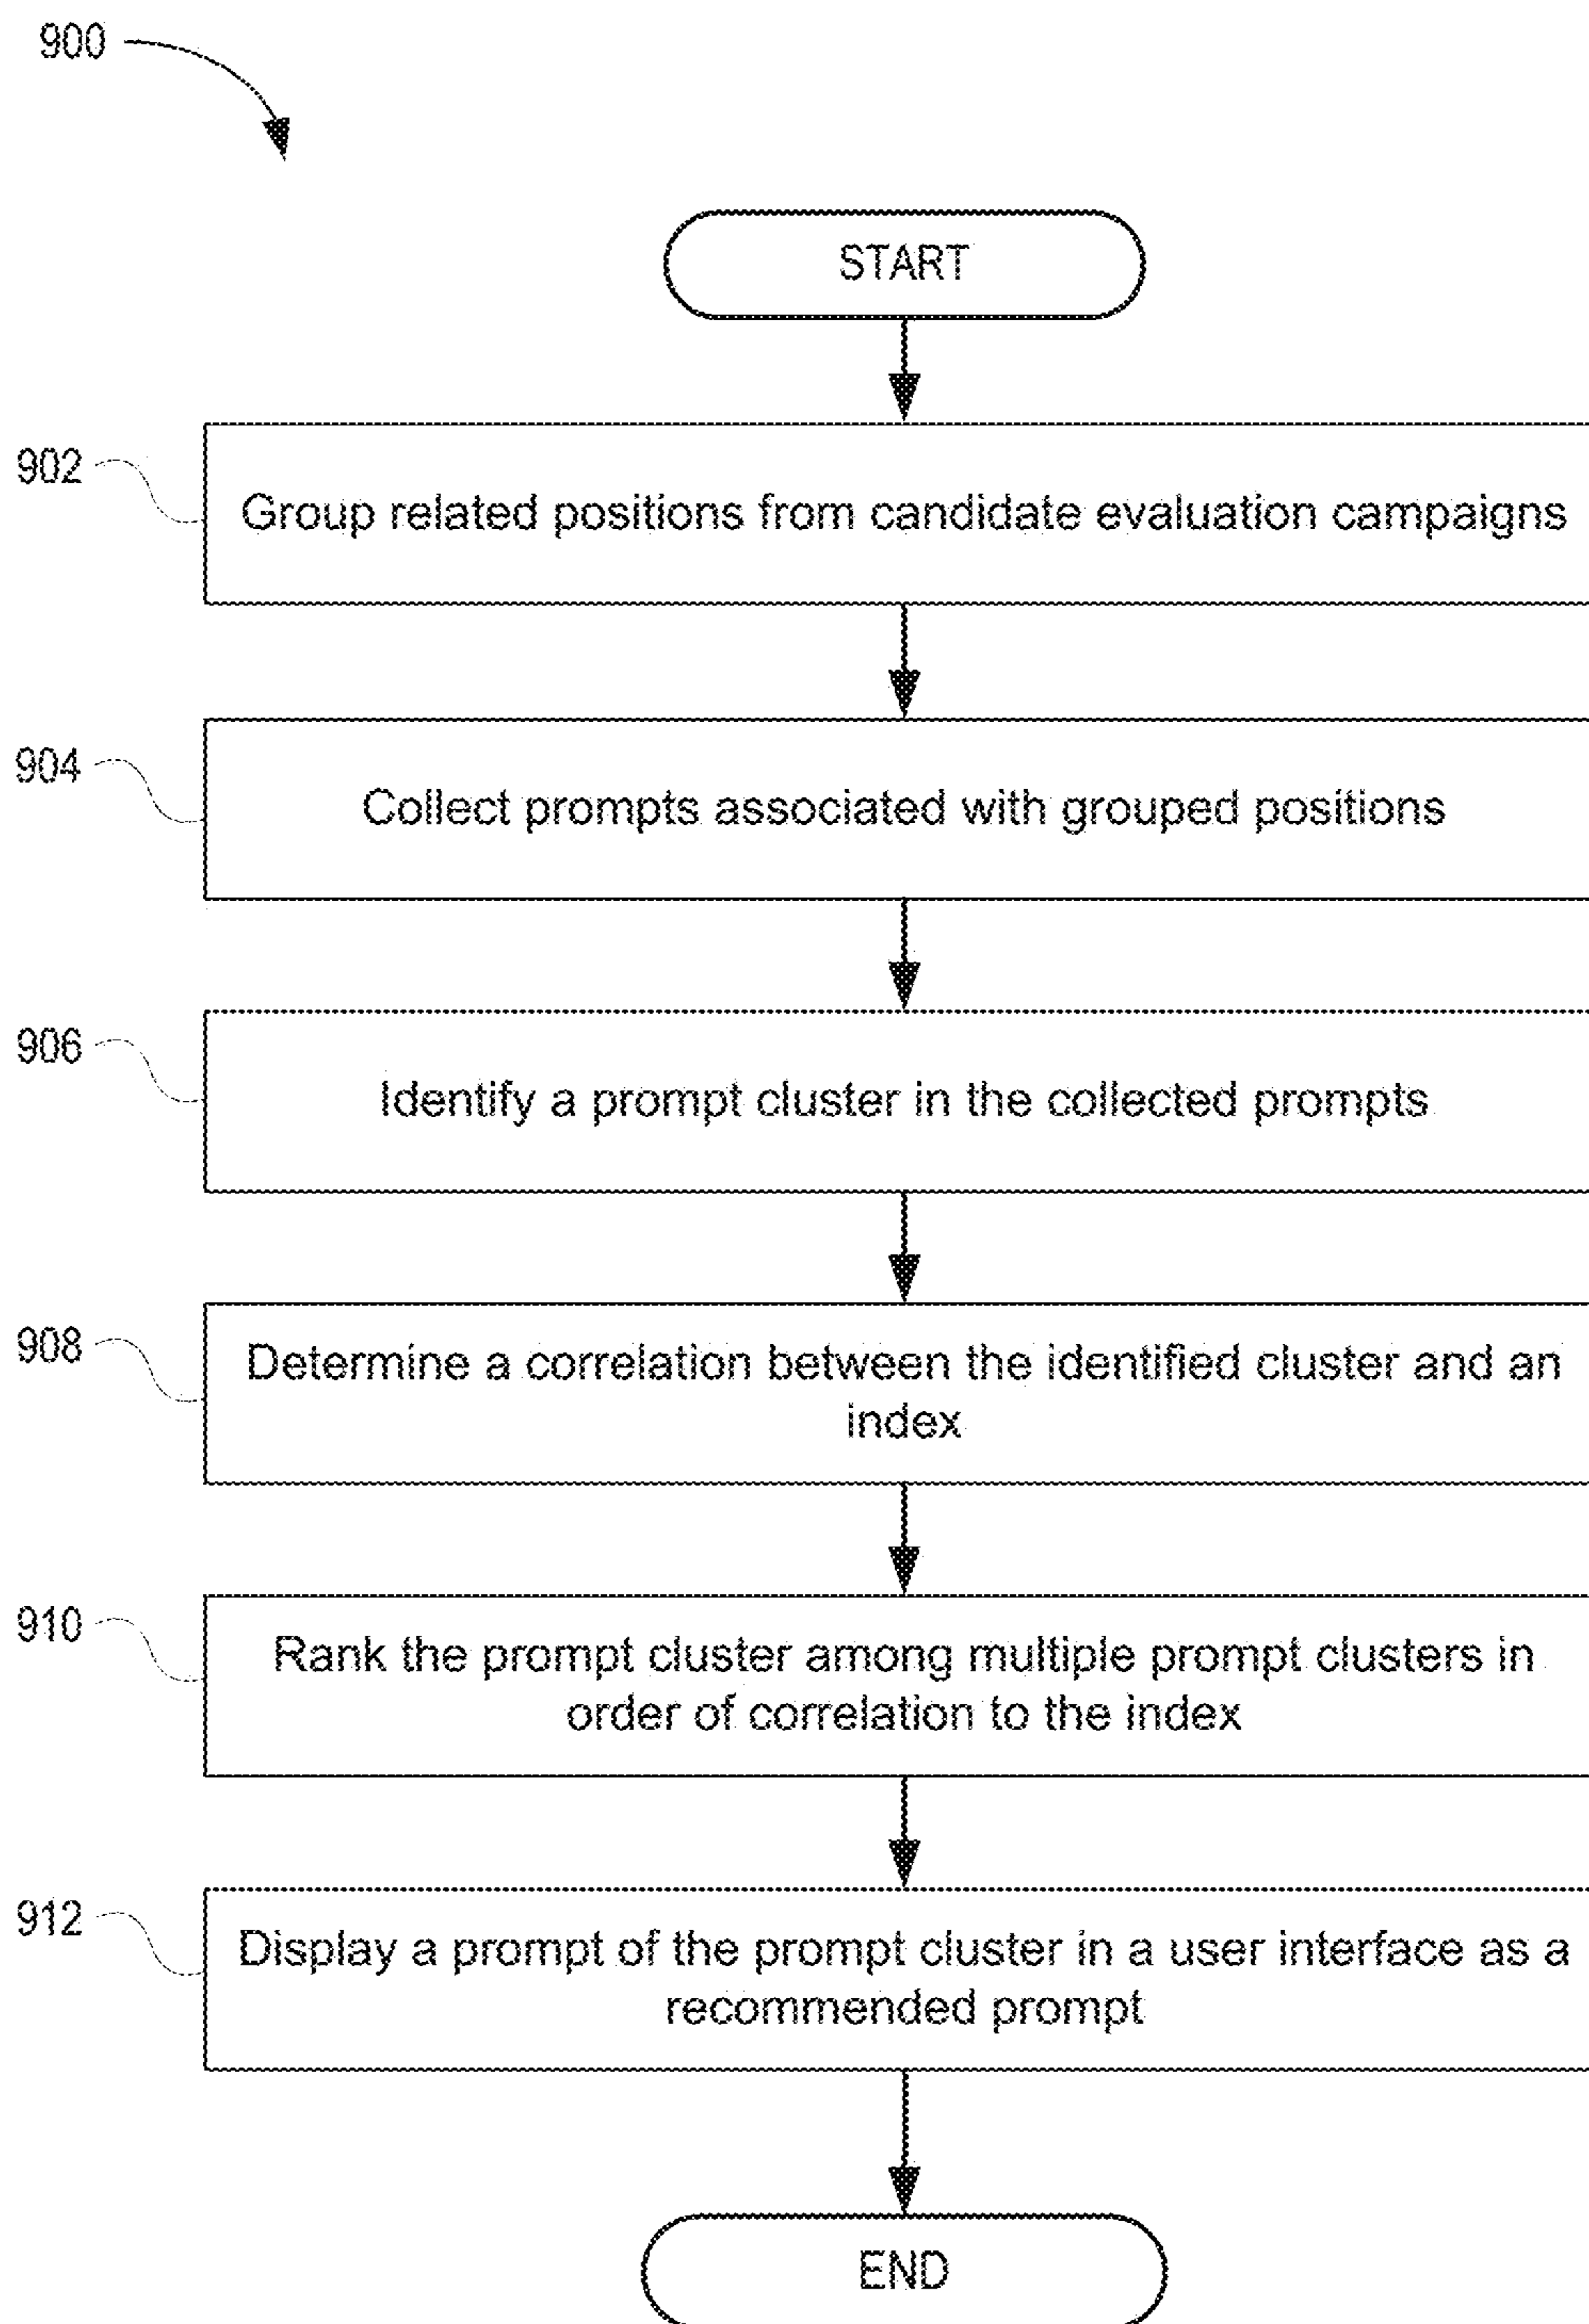 900
START
902
Group related positions from candidate evaluation campaigns
904
Collect prompts associated with grouped positions
906
Identify a prompt cluster in the collected prompts
908
Determine a correlation between the identified cluster and an
index
910
Rank the prompt cluster among multiple prompt clusters in
order of correlation to the index
912
Display a prompt of the prompt cluster in a user interface as a
recommended prompt
END